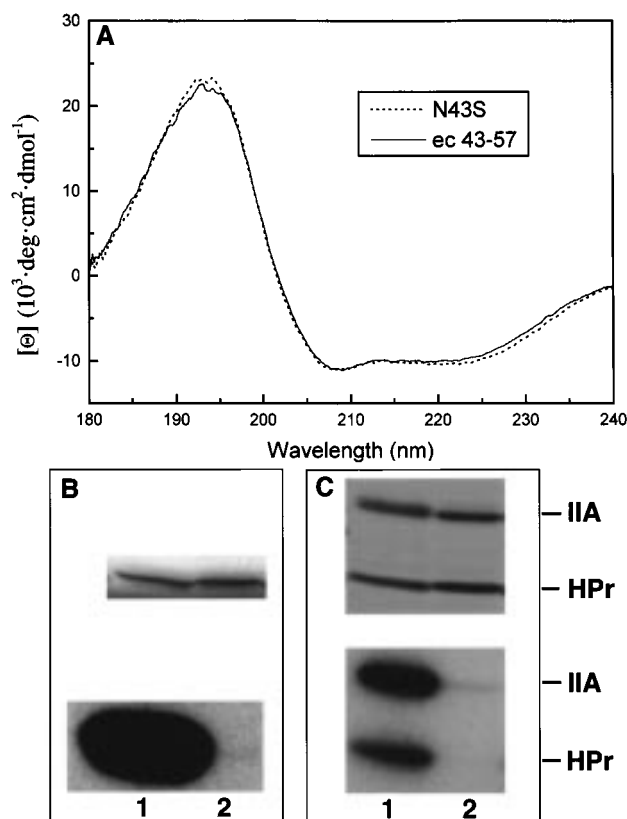 A
N43S
ec 43-57
[Θ] (10³·deg·cm²·dmol⁻¹)
30
20
10
0
-10
180 190 200 210 220 230 240
Wavelength (nm)
B
1 2
C
IIA
HPr
IIA
HPr
1 2